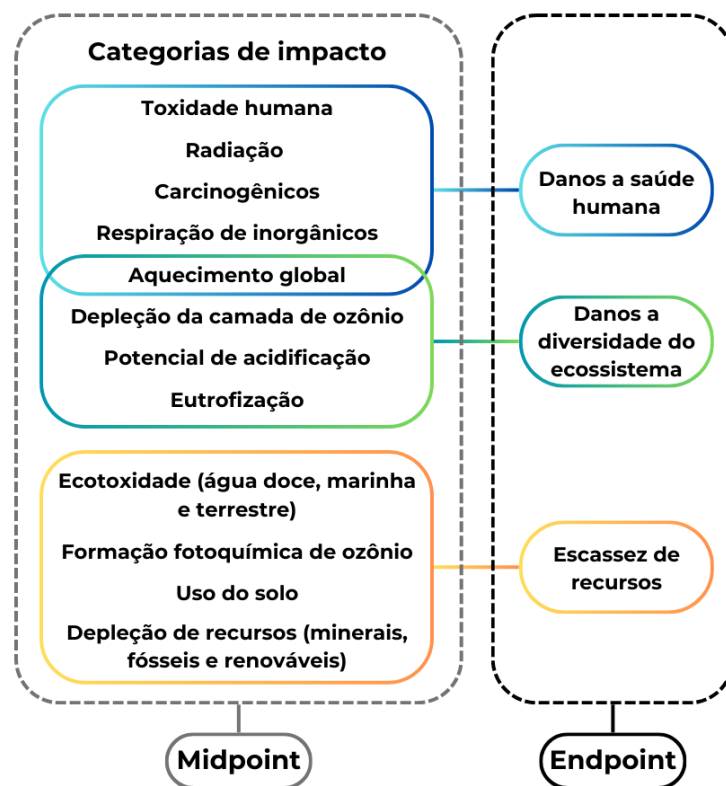 Categorias de impacto
Toxidade humana
Radiação
Carcinogênicos
Respiração de inorgânicos
Aquecimento global
Depleção da camada de ozônio
Potencial de acidificação
Eutrofização
Ecotoxidade (água doce, marinha
e terrestre)
Formação fotoquímica de ozônio
Uso do solo
Depleção de recursos (minerais,
fósseis e renováveis)
Midpoint
Danos a saúde
humana
Danos a
diversidade do
ecossistema
Escassez de
recursos
Endpoint